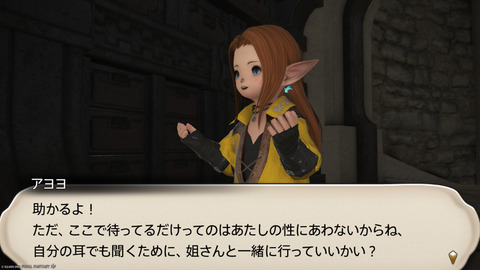 アヨヨ
助かるよ！
ただ、ここで待ってるだけってのはあたしの性にあわないからね、
自分の耳でも聞くために、姐さんと一緒に行っていいかい？